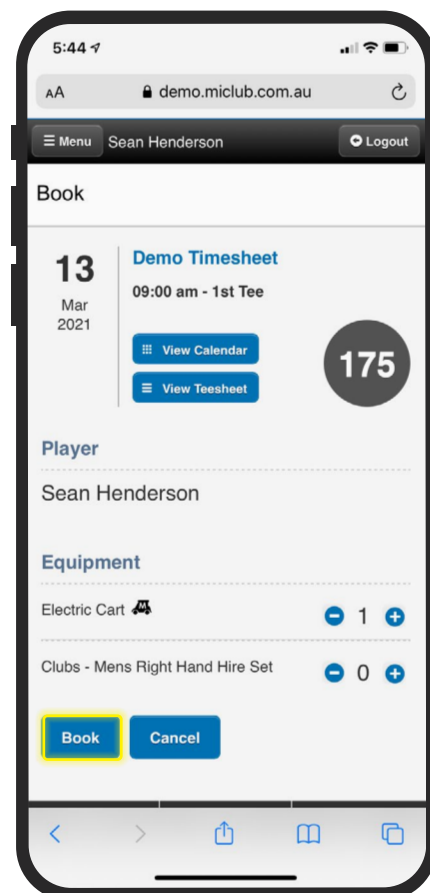 5:44
AA demo.miclub.com.au
Menu Sean Henderson Logout
Book
13
Mar
2021
Demo Timesheet
09:00 am - 1st Tee
View Calendar
View Teesheet
175
Player
Sean Henderson
Equipment
Electric Cart 1
Clubs - Mens Right Hand Hire Set 0
Book Cancel